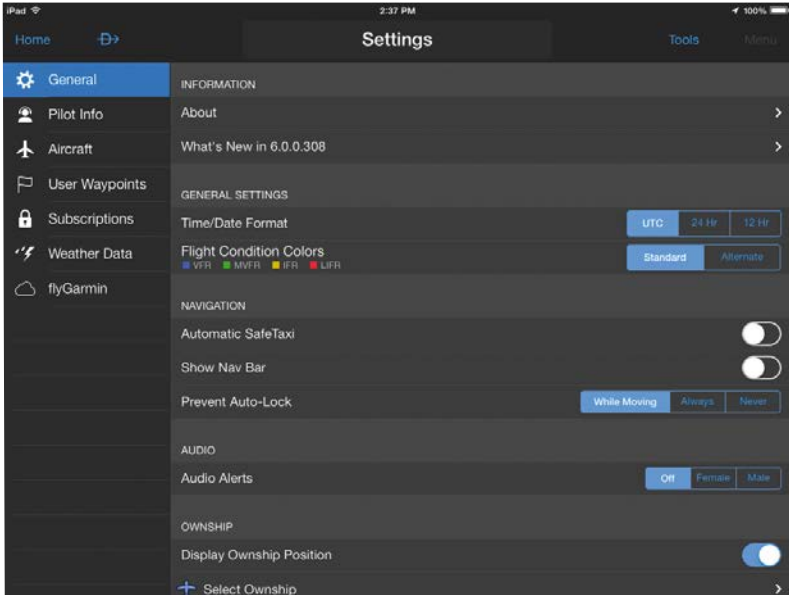 iPad 2:37 PM 100%
Home Settings Tools Menu
General
Pilot Info
Aircraft
User Waypoints
Subscriptions
Weather Data
flyGarmin
INFORMATION
About
What's New in 6.0.0.308
GENERAL SETTINGS
Time/Date Format UTC 24 Hr 12 Hr
Flight Condition Colors Standard Alternate
VFR MVFR IFR LIFR
NAVIGATION
Automatic SafeTaxi
Show Nav Bar
Prevent Auto-Lock While Moving Always Never
AUDIO
Audio Alerts Off Female Male
OWNSHIP
Display Ownship Position
Select Ownship